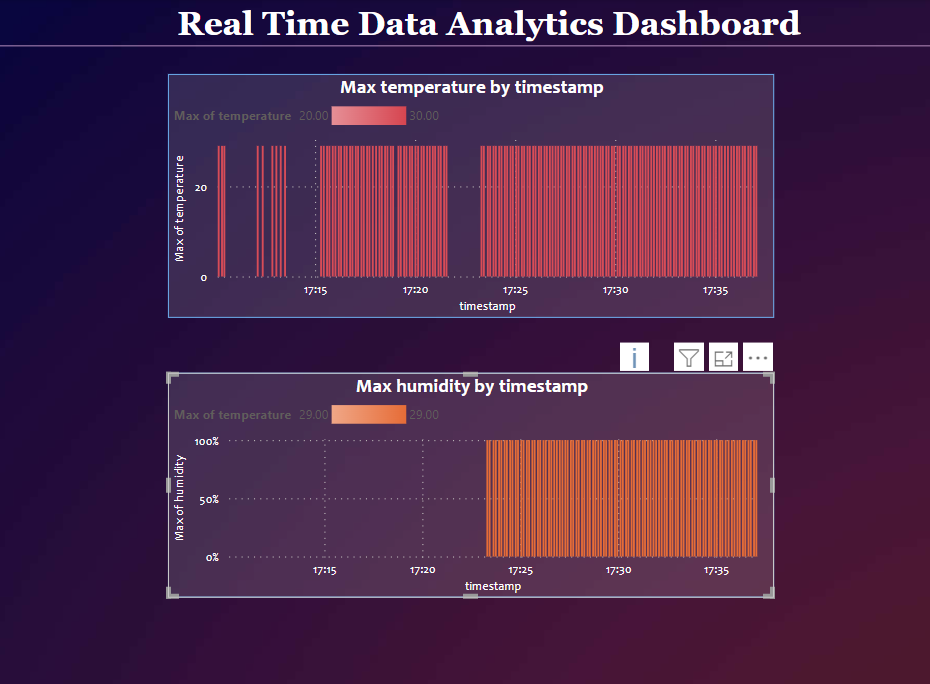 Real Time Data Analytics Dashboard
Max temperature by timestamp
Max of temperature 20.00 30.00
Max of temperature
20
0
17:15 17:20 17:25 17:30 17:35
timestamp
i
Max humidity by timestamp
Max of temperature 29.00 29.00
Max of humidity
100%
50%
0%
17:15 17:20 17:25 17:30 17:35
timestamp